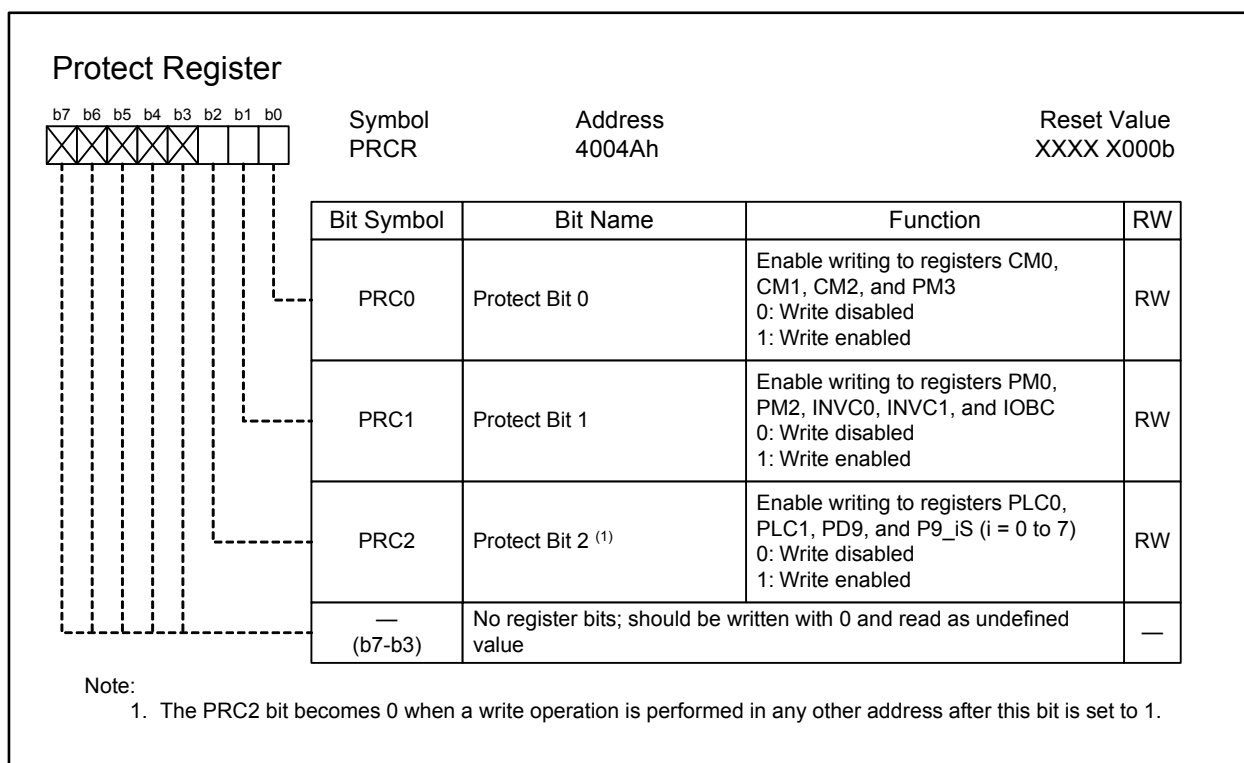 Protect Register
b7 b6 b5 b4 b3 b2 b1 b0
Symbol Address Reset Value
PRCR 4004Ah XXXX X000b
Bit Symbol Bit Name Function RW
PRC0 Protect Bit 0 Enable writing to registers CM0,
CM1, CM2, and PM3
0: Write disabled
1: Write enabled RW
PRC1 Protect Bit 1 Enable writing to registers PM0,
PM2, INVC0, INVC1, and IOBC
0: Write disabled
1: Write enabled RW
PRC2 Protect Bit 2 (1) Enable writing to registers PLC0,
PLC1, PD9, and P9_iS (i = 0 to 7)
0: Write disabled
1: Write enabled RW
—
(b7-b3) No register bits; should be written with 0 and read as undefined
value —
Note:
1. The PRC2 bit becomes 0 when a write operation is performed in any other address after this bit is set to 1.